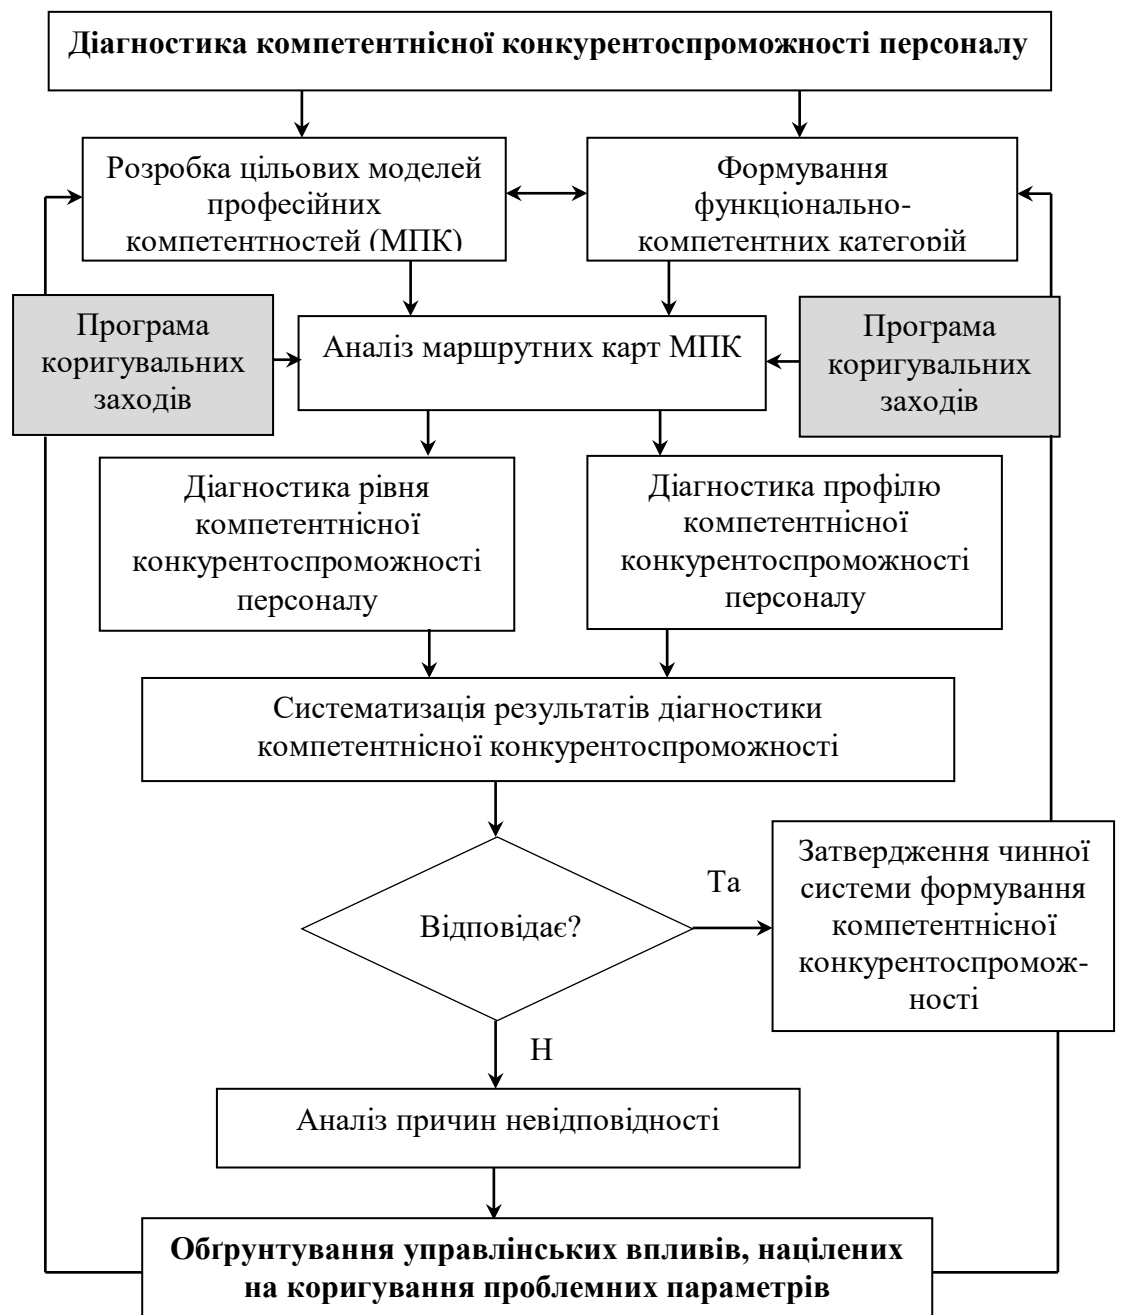 Діагностика компетентнісної конкурентоспроможності персоналу
Розробка цільових моделей
професійних
компетентностей (МПК)
Формування
функціонально-
компетентних категорій
Програма
коригувальних
заходів
Аналіз маршрутних карт МПК
Програма
коригувальних
заходів
Діагностика рівня
компетентнісної
конкурентоспроможності
персоналу
Діагностика профілю
компетентнісної
конкурентоспроможності
персоналу
Систематизація результатів діагностики
компетентнісної конкурентоспроможності
Відповідає?
Та
Затвердження чинної
системи формування
компетентнісної
конкурентоспромож-
ності
Н
Аналіз причин невідповідності
Обґрунтування управлінських впливів, націлених
на коригування проблемних параметрів